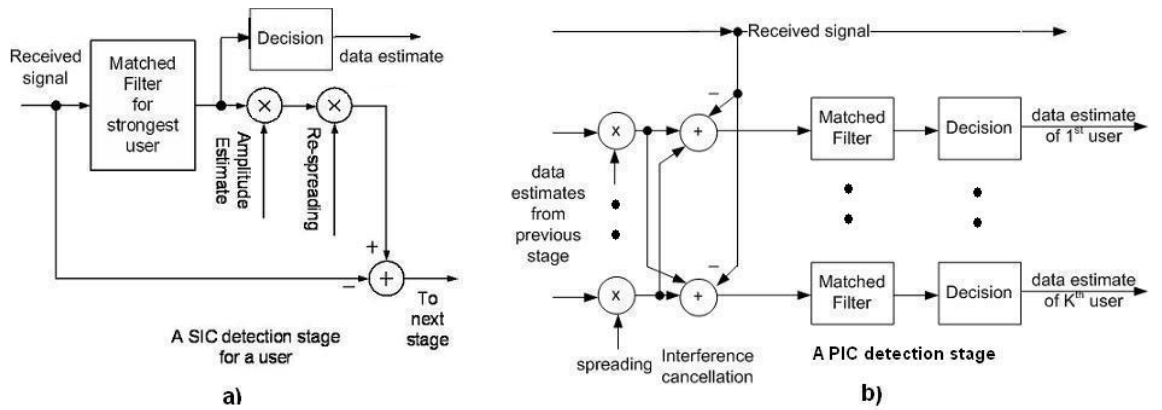 Received
signal
Matched
Filter
for
strongest
user
Decision
data estimate
×
×
Amplitude
Estimate
Re-spreading
+
−
+
To
next
stage
A SIC detection stage
for a user
a)
Received signal
−
x
+
Matched
Filter
Decision
data estimate
of 1st user
data
estimates
from
previous
stage
−
x
+
Matched
Filter
Decision
data estimate
of Kth user
spreading
Interference
cancellation
A PIC detection stage
b)